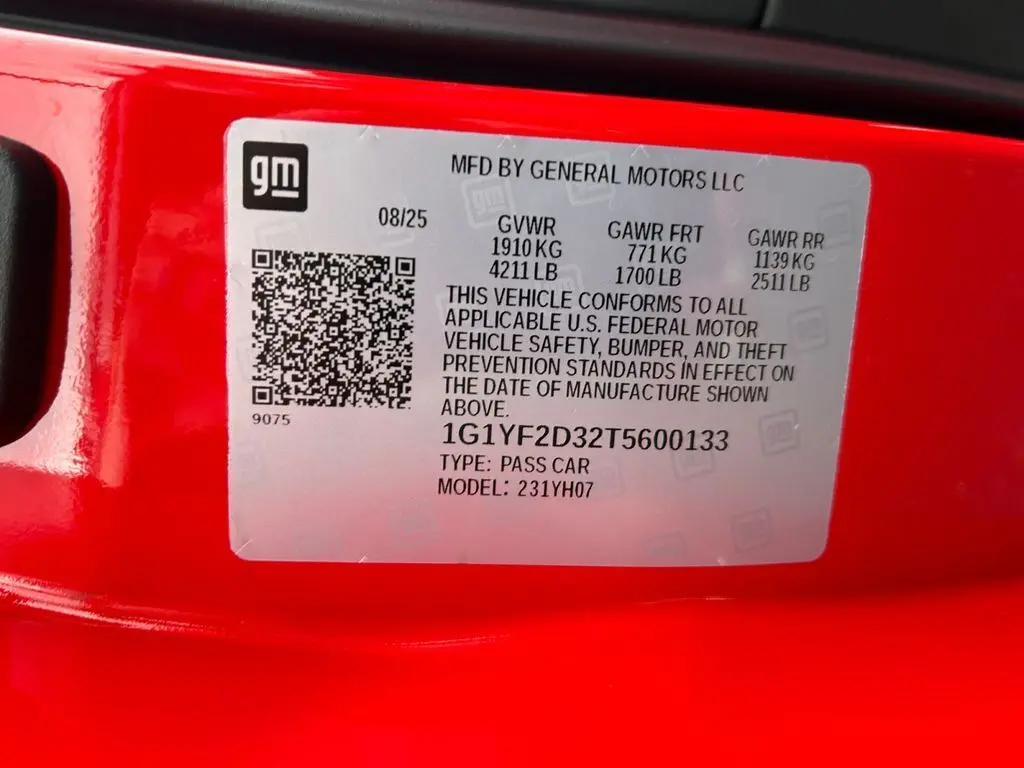 gm
MFD BY GENERAL MOTORS LLC
08/25
GVWR
1910 KG
4211 LB
GAWR FRT
771 KG
1700 LB
GAWR RR
1139 KG
2511 LB
THIS VEHICLE CONFORMS TO ALL
APPLICABLE U.S. FEDERAL MOTOR
VEHICLE SAFETY, BUMPER, AND THEFT
PREVENTION STANDARDS IN EFFECT ON
THE DATE OF MANUFACTURE SHOWN
ABOVE.
9075
1G1YF2D32T5600133
TYPE: PASS CAR
MODEL: 231YH07